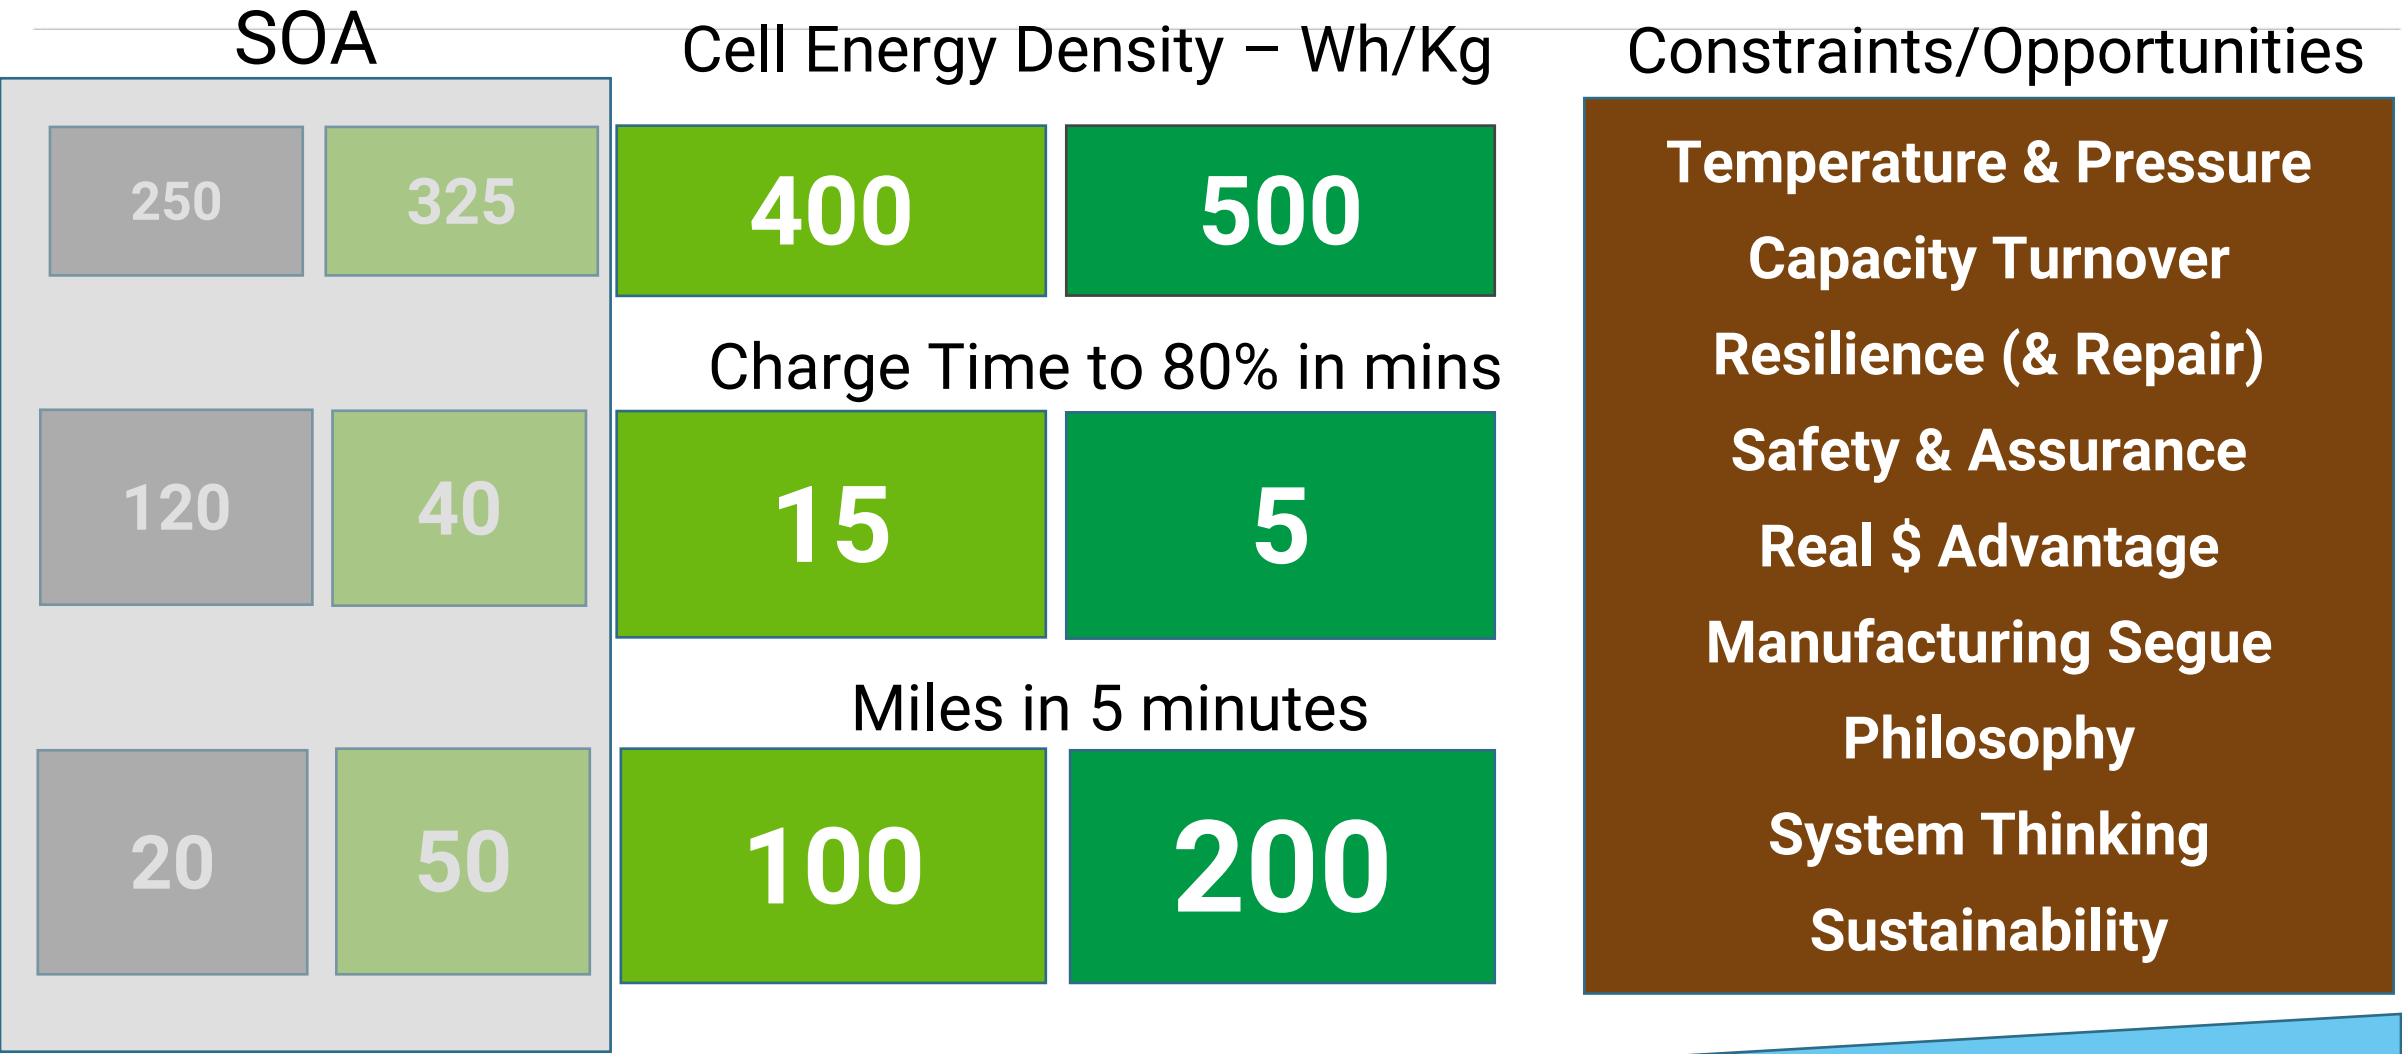 SOA
Cell Energy Density – Wh/Kg
Constraints/Opportunities
250
325
400
500
Charge Time to 80% in mins
120
40
15
5
Miles in 5 minutes
20
50
100
200
Temperature & Pressure
Capacity Turnover
Resilience (& Repair)
Safety & Assurance
Real $ Advantage
Manufacturing Segue
Philosophy
System Thinking
Sustainability